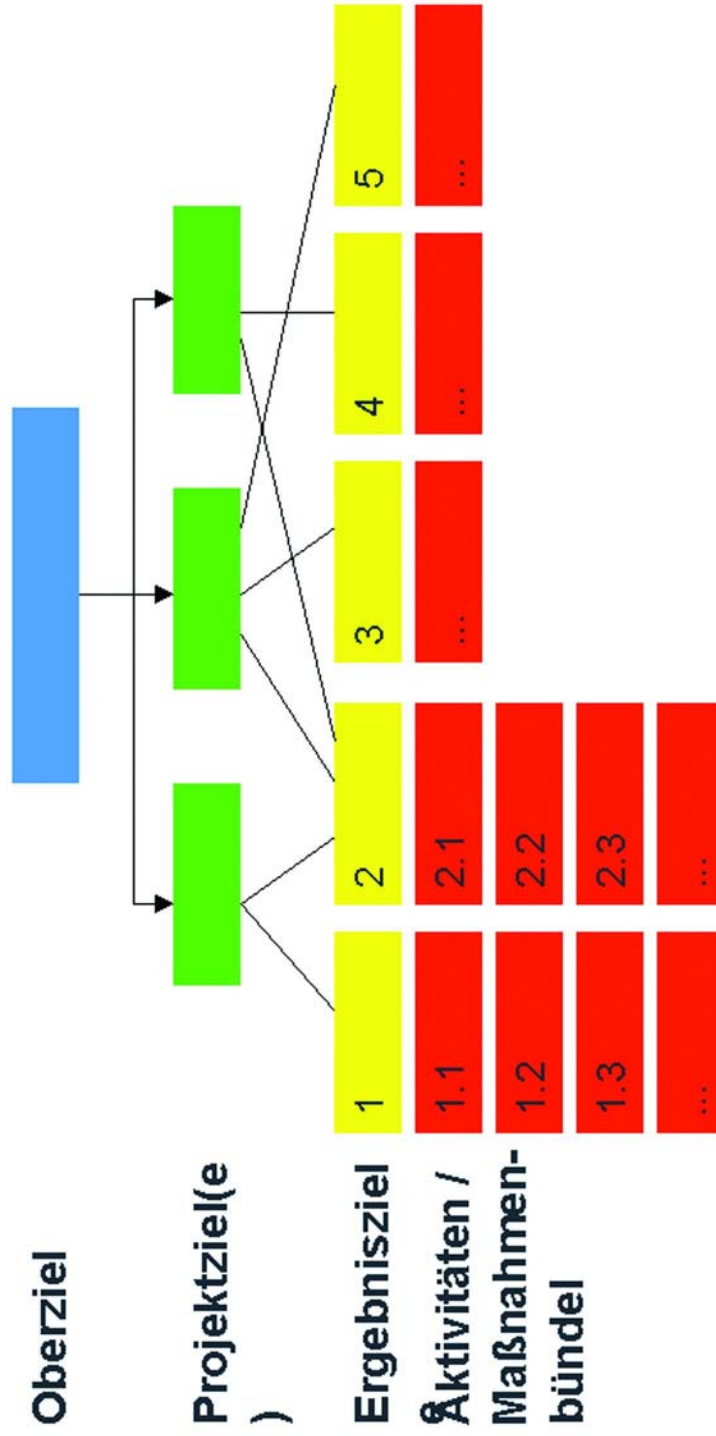 Oberziel
Projektziel(e
)
Ergebnisziel
e
Aktivitäten /
Maßnahmen-
bündel
1
2
3
4
5
1.1
2.1
...
...
...
1.2
2.2
1.3
2.3
...
...